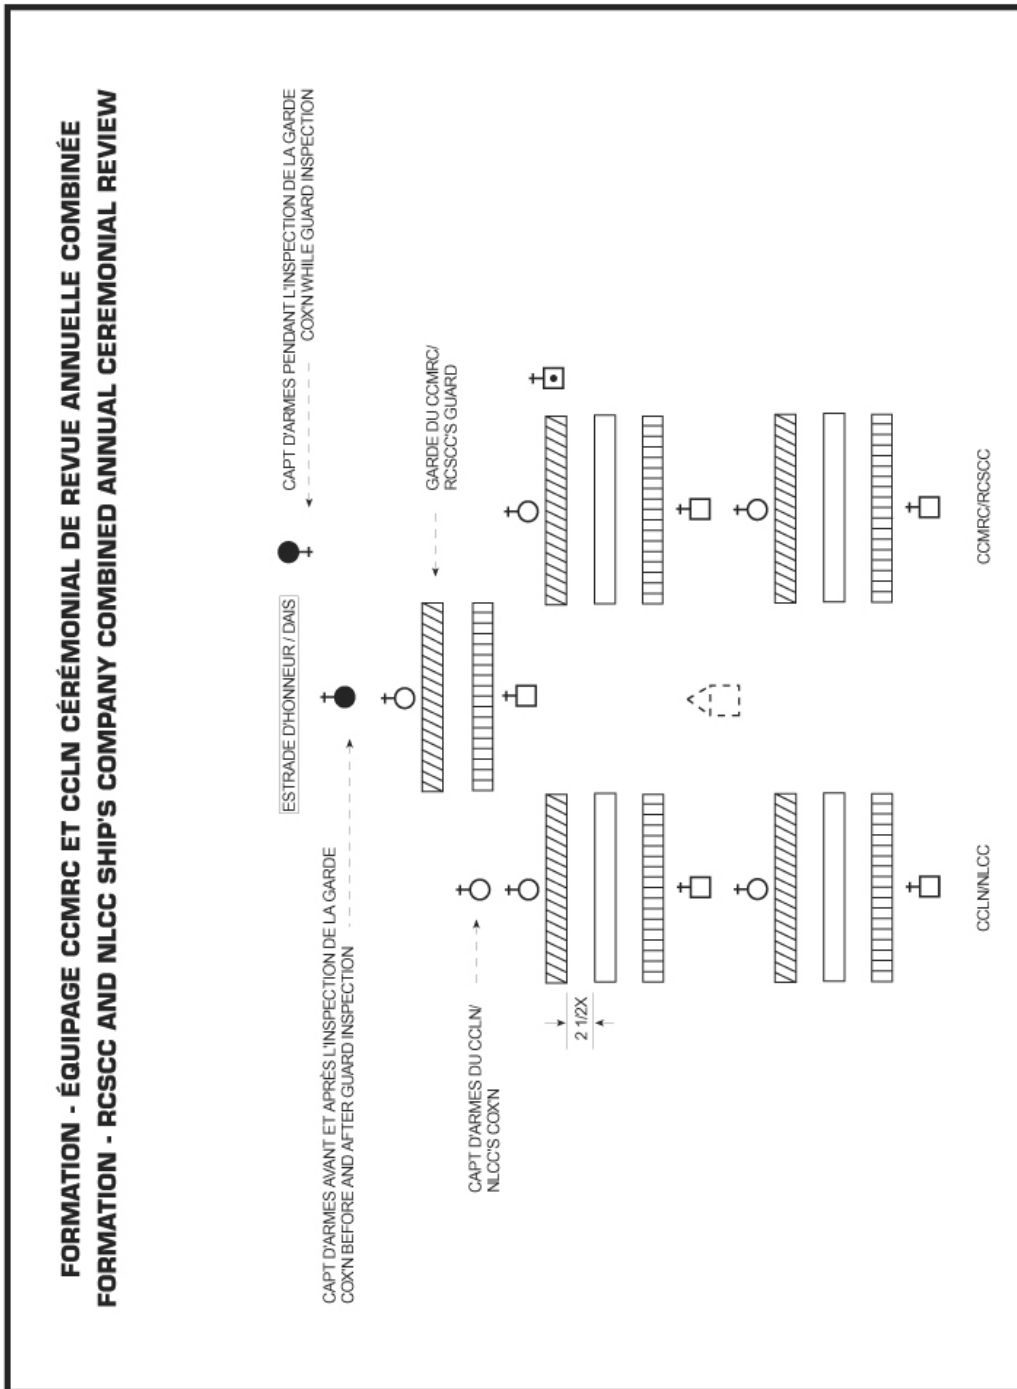 FORMATION - ÉQUIPAGE CCMRC ET CCLN CÉRÉMONIAL DE REVUE ANNUELLE COMBINÉE
FORMATION - RCSCC AND NLCC SHIP'S COMPANY COMBINED ANNUAL CEREMONIAL REVIEW
CAPT D'ARMES PENDANT L'INSPECTION DE LA GARDE
COX'N WHILE GUARD INSPECTION
ESTRADE D'HONNEUR / DAIS
CAPT D'ARMES AVANT ET APRÈS L'INSPECTION DE LA GARDE
COX'N BEFORE AND AFTER GUARD INSPECTION
GARDE DU CCMRC/
RCSCC'S GUARD
CAPT D'ARMES DU CCLN/
NLCC'S COX'N
2 1/2X
CCLN/NLCC
CCMRC/RCSCC